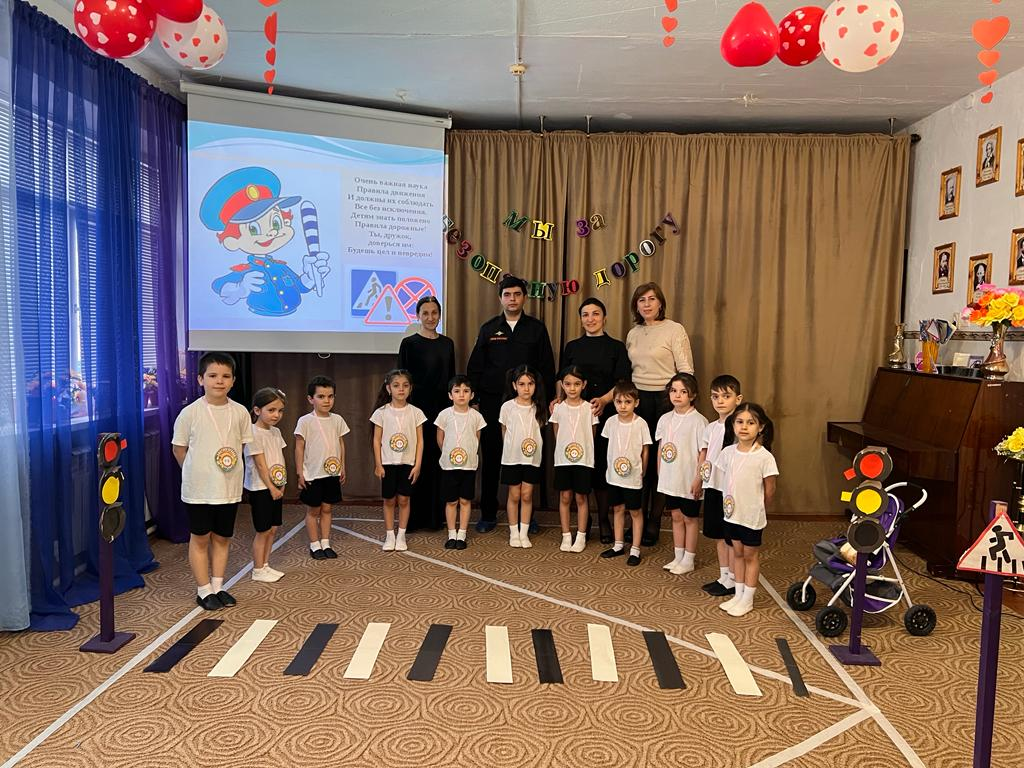 Очень важная наука
Правила движения
И должны их соблюдать
Все без исключения.
Детям знать положено
Правила дорожные!
Ты, дружок,
доверься им:
Будешь цел и невредим!
Мы за
безопасную дорогу